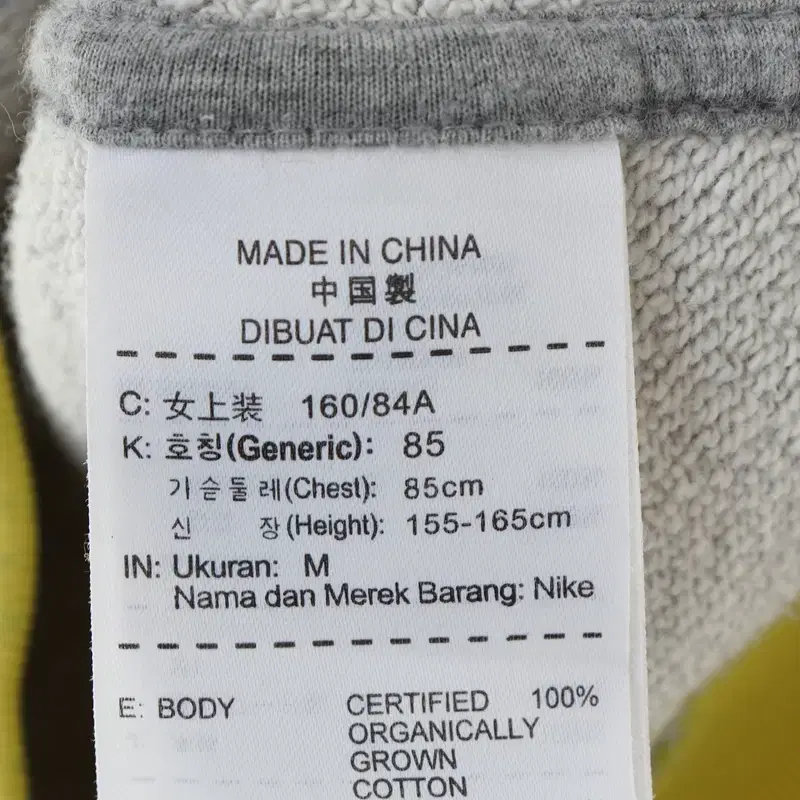 MADE IN CHINA
中国製
DIBUAT DI CINA
C: 女上装 160/84A
K: 호칭(Generic): 85
가슴둘레(Chest): 85cm
신 장(Height): 155-165cm
IN: Ukuran: M
Nama dan Merek Barang: Nike
E: BODY CERTIFIED 100%
ORGANICALLY
GROWN
COTTON